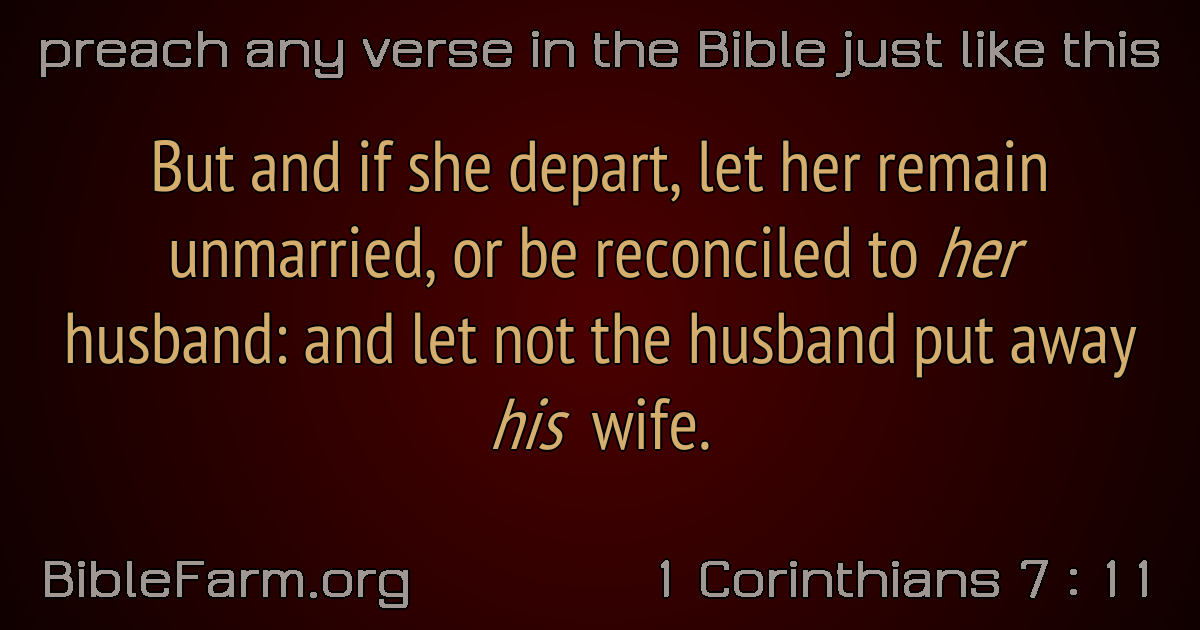 preach any verse in the Bible just like this
But and if she depart, let her remain
unmarried, or be reconciled to her
husband: and let not the husband put away
his wife.
BibleFarm.org
1 Corinthians 7 : 11